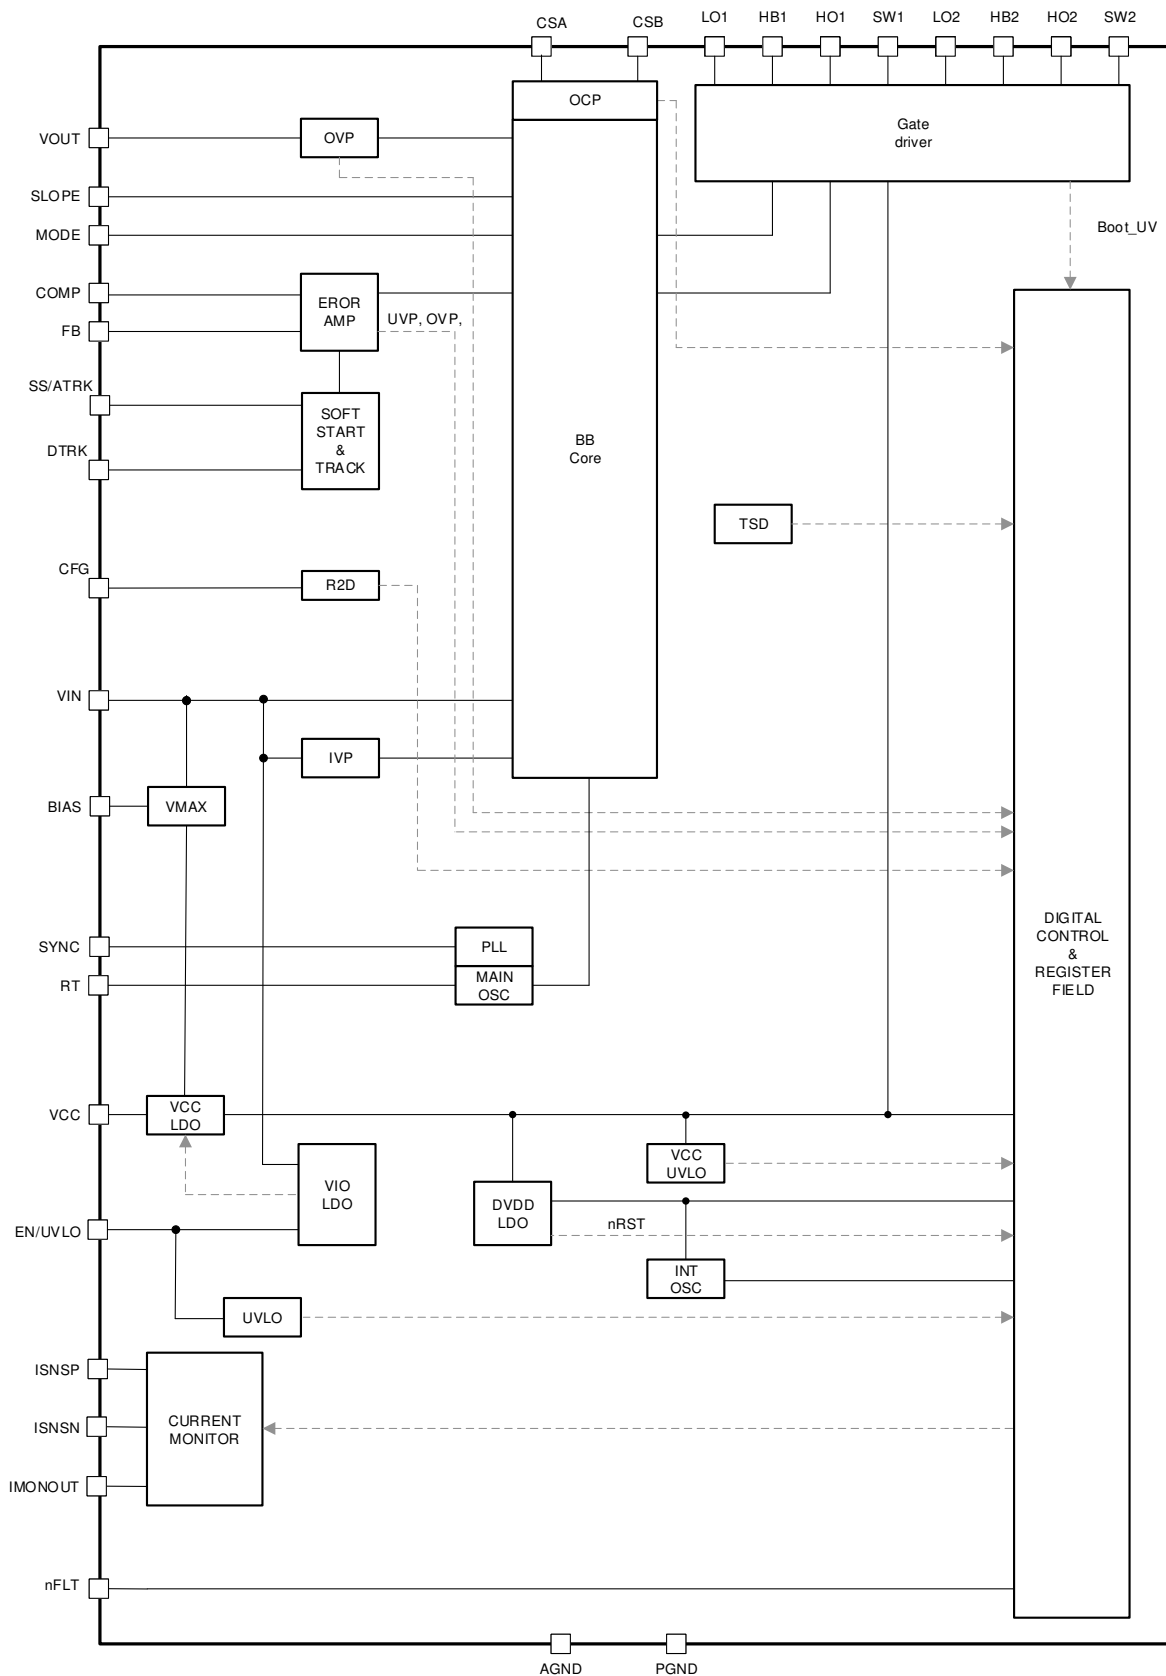 CSA
CSB
LO1
HB1
HO1
SW1
LO2
HB2
HO2
SW2
OCP
Gate
driver
VOUT
OVP
SLOPE
MODE
Boot_UV
COMP
EROR
AMP
UVP, OVP,
FB
SS/ATRK
SOFT
START
&
TRACK
DTRK
BB
Core
TSD
CFG
R2D
VIN
IVP
BIAS
VMAX
DIGITAL
CONTROL
&
REGISTER
FIELD
SYNC
PLL
RT
MAIN
OSC
VCC
VCC
LDO
VCC
UVLO
VIO
LDO
DVDD
LDO
nRST
EN/UVLO
INT
OSC
UVLO
ISNSP
ISNSN
CURRENT
MONITOR
IMONOUT
nFLT
AGND
PGND